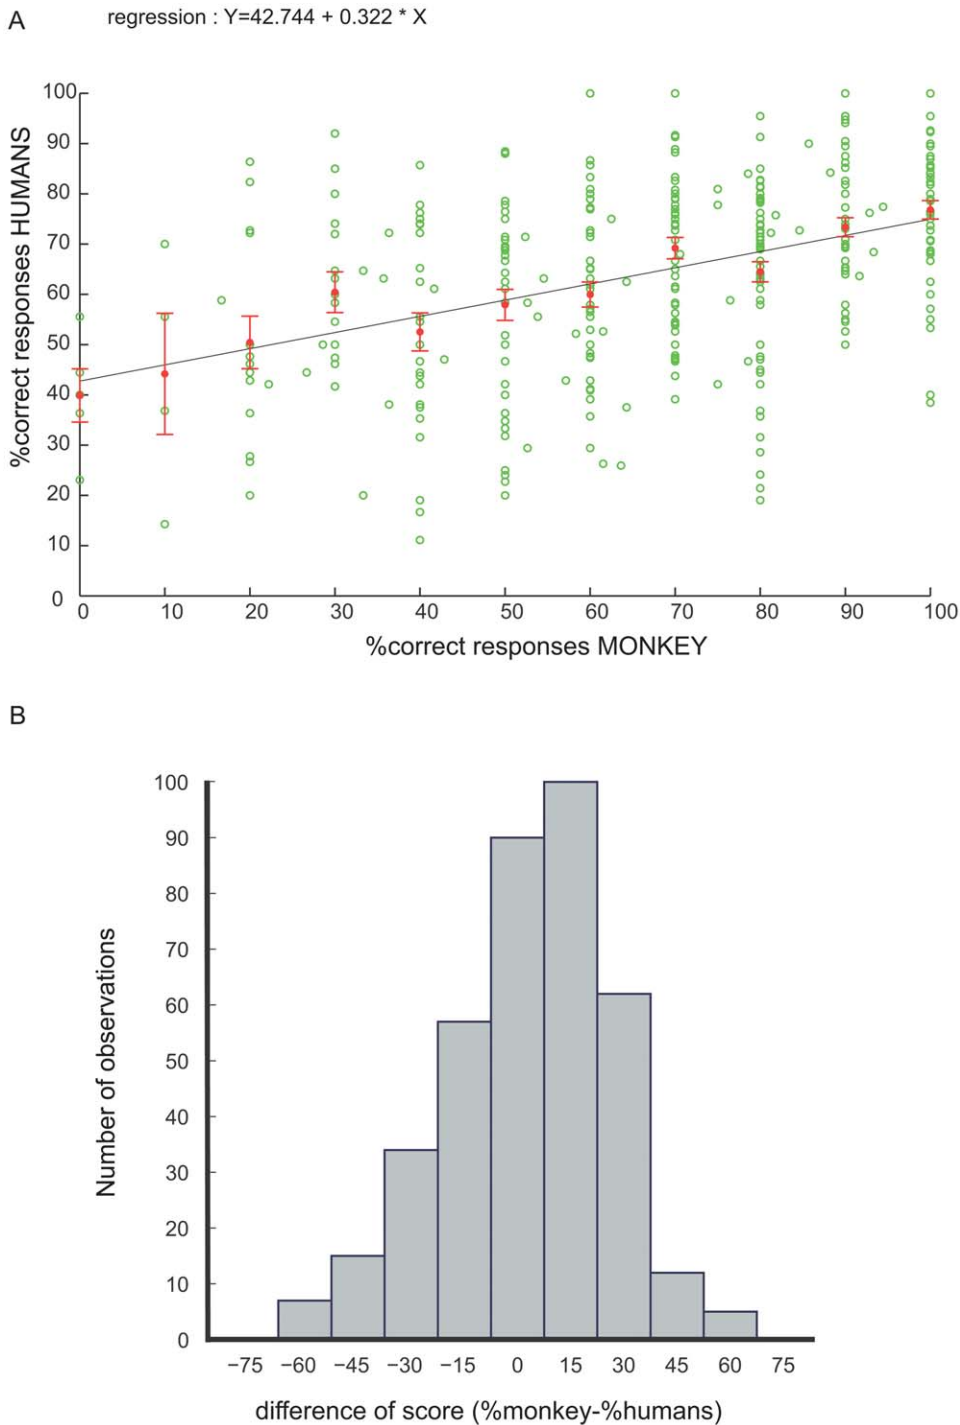 A
regression : Y=42.744 + 0.322 * X
100
90
80
70
60
50
40
30
20
10
0
%correct responses HUMANS
0 10 20 30 40 50 60 70 80 90 100
%correct responses MONKEY
B
100
90
80
70
60
50
40
30
20
10
0
Number of observations
−75 −60 −45 −30 −15 0 15 30 45 60 75
difference of score (%monkey-%humans)